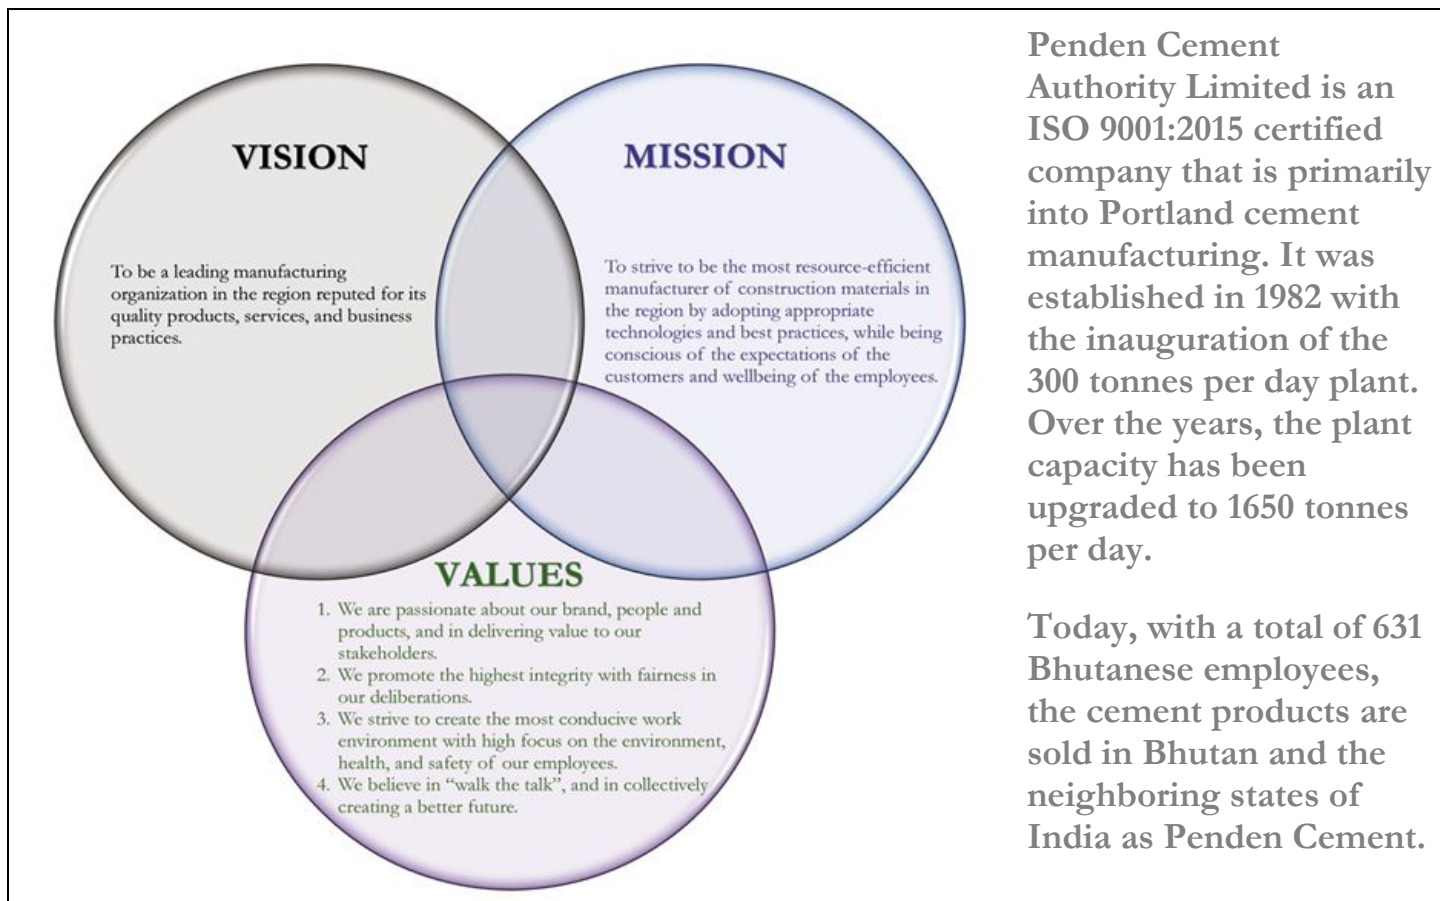 VISION
To be a leading manufacturing
organization in the region reputed for its
quality products, services, and business
practices.
MISSION
To strive to be the most resource-efficient
manufacturer of construction materials in
the region by adopting appropriate
technologies and best practices, while being
conscious of the expectations of the
customers and wellbeing of the employees.
VALUES
1. We are passionate about our brand, people and
products, and in delivering value to our
stakeholders.
2. We promote the highest integrity with fairness in
our deliberations.
3. We strive to create the most conducive work
environment with high focus on the environment,
health, and safety of our employees.
4. We believe in “walk the talk”, and in collectively
creating a better future.
Penden Cement
Authority Limited is an
ISO 9001:2015 certified
company that is primarily
into Portland cement
manufacturing. It was
established in 1982 with
the inauguration of the
300 tonnes per day plant.
Over the years, the plant
capacity has been
upgraded to 1650 tonnes
per day.
Today, with a total of 631
Bhutanese employees,
the cement products are
sold in Bhutan and the
neighboring states of
India as Penden Cement.